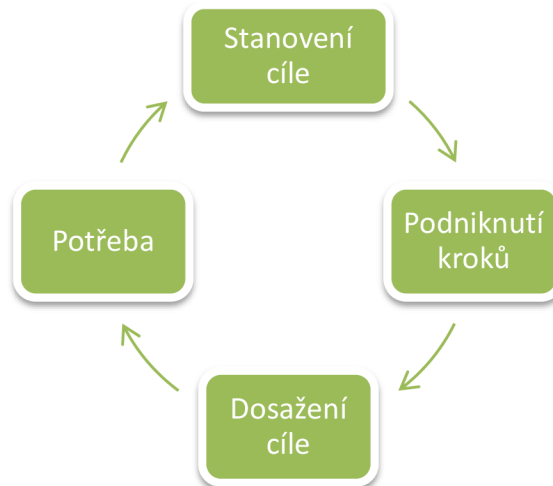 Stanovení
cíle
Potřeba
Podniknutí
kroků
Dosažení
cíle